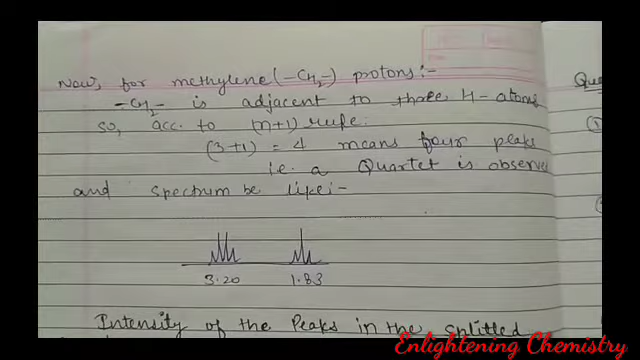 Now, for methylene (-CH2-) protons:-
-CH2- is adjacent to three H-atoms
so, acc. to (n+1) rule.
(3+1) = 4 means four peaks
i.e. a Quartet is observe
and spectrum be like:-
3.20 1.83
Intensity of the Peaks in the splitted
Enlightening Chemistry